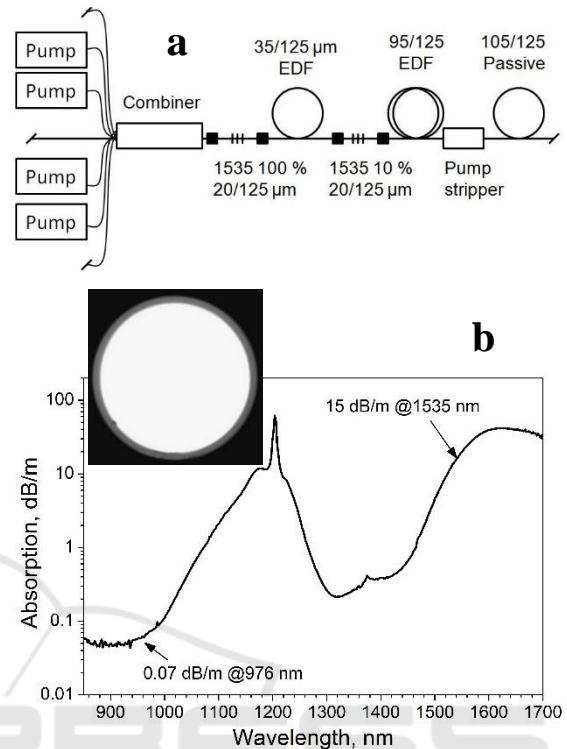 a
Pump
Pump
Pump
Pump
Combiner
35/125 µm
EDF
95/125
EDF
105/125
Passive
1535 100 %
20/125 µm
1535 10 %
20/125 µm
Pump
stripper
b
15 dB/m @1535 nm
0.07 dB/m @976 nm
Absorption, dB/m
100
10
1
0.1
0.01
900 1000 1100 1200 1300 1400 1500 1600 1700
Wavelength, nm